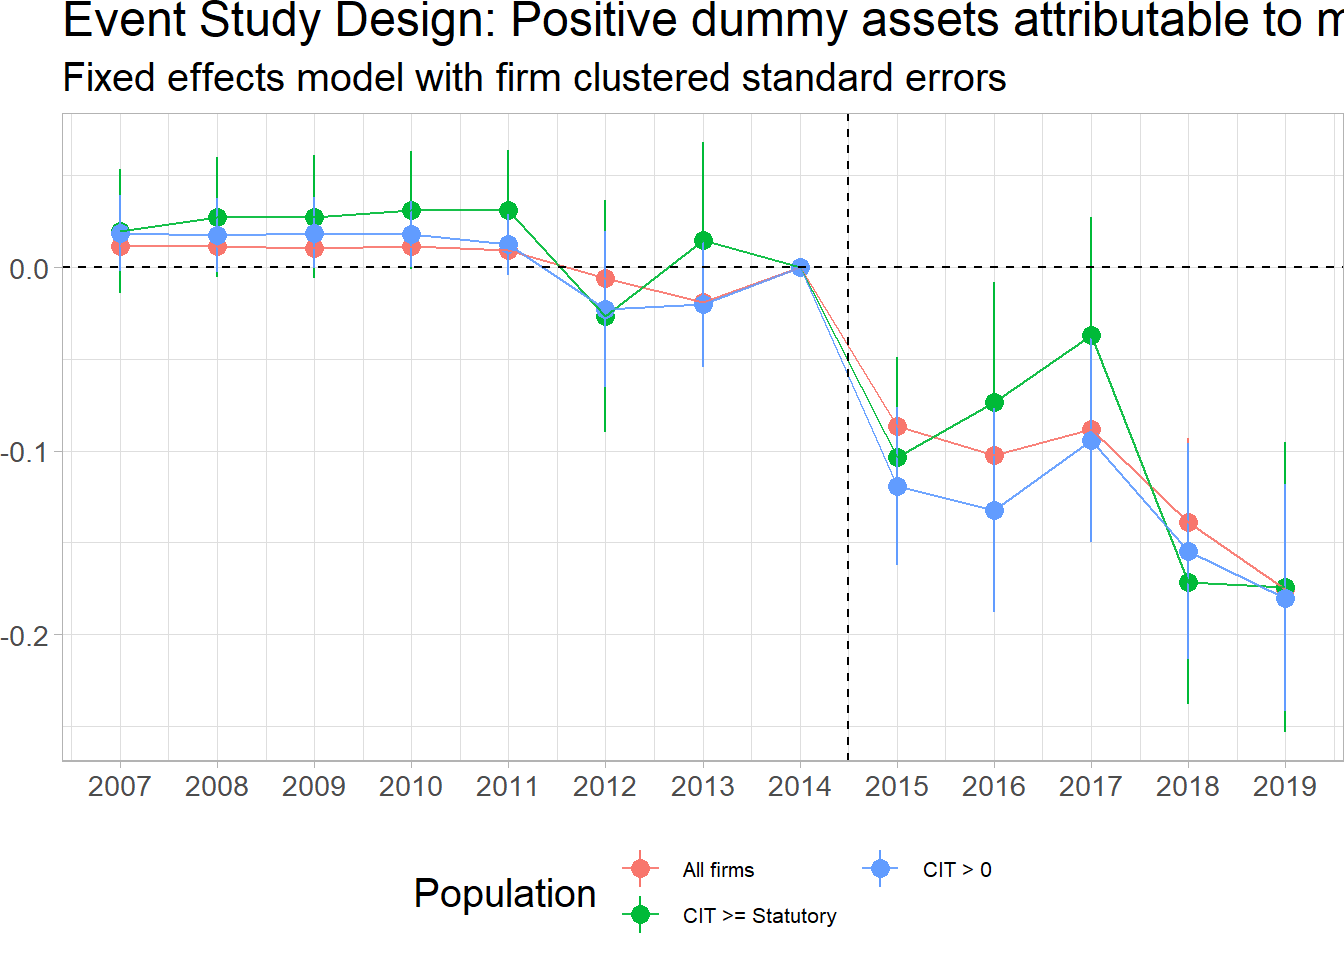 Event Study Design: Positive dummy assets attributable to
Fixed effects model with firm clustered standard errors
0.0
-0.1
-0.2
2007 2008 2009 2010 2011 2012 2013 2014 2015 2016 2017 2018 2019
Population
All firms
CIT > 0
CIT >= Statutory